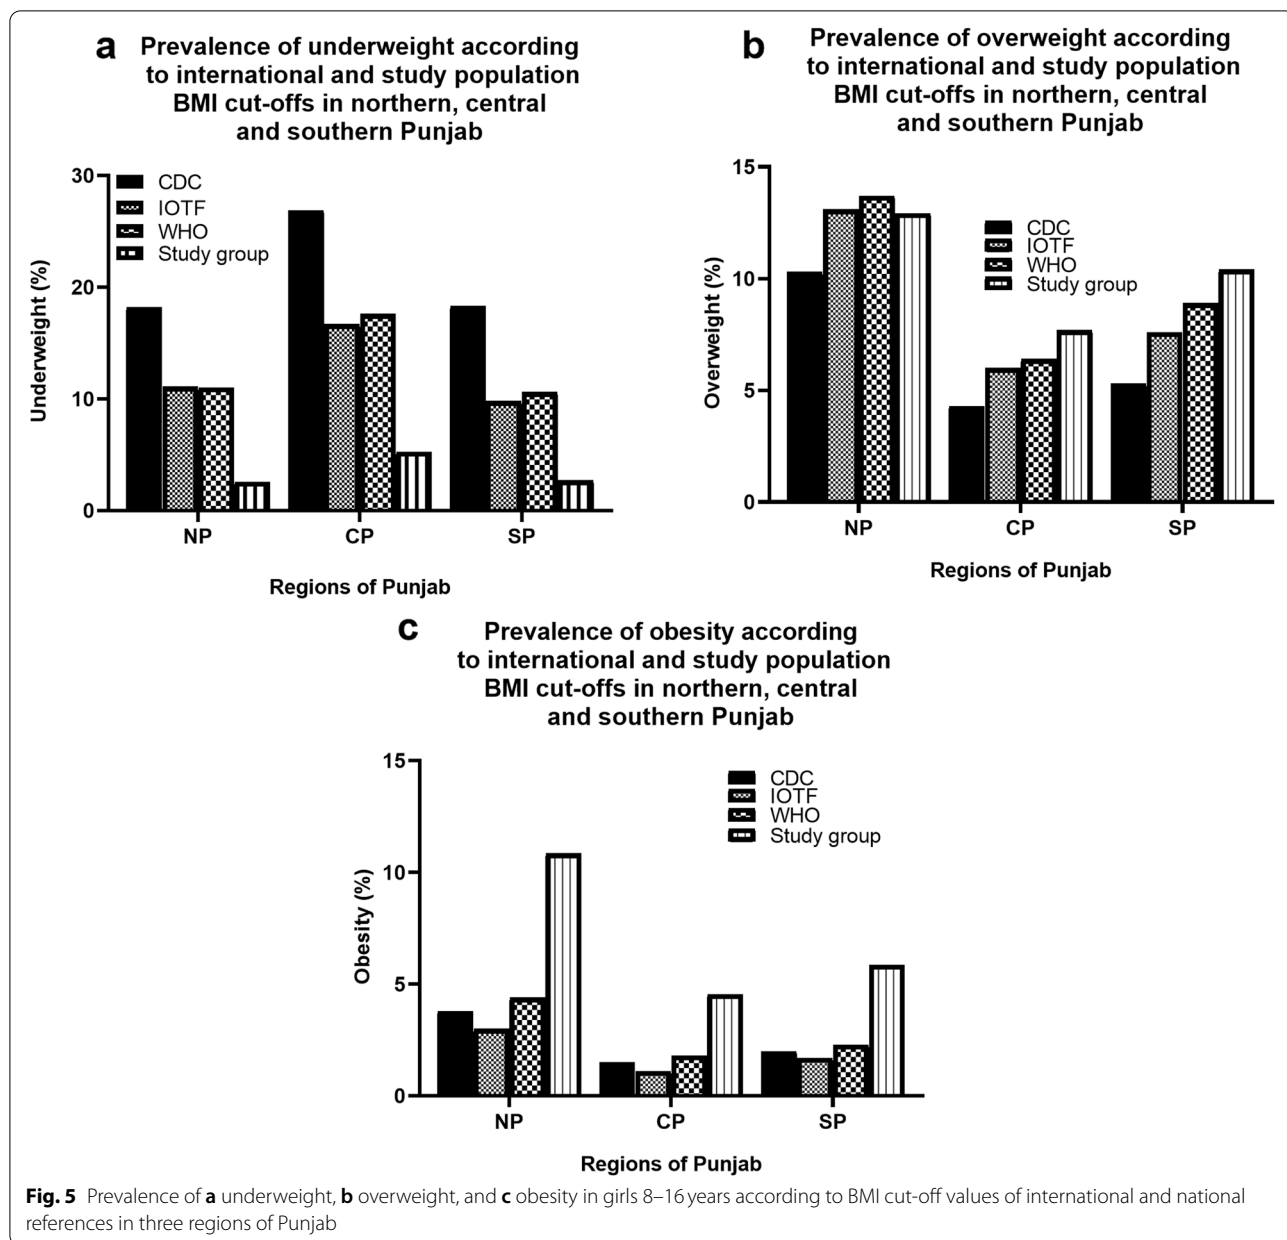 a
Prevalence of underweight according
to international and study population
BMI cut-offs in northern, central
and southern Punjab
30
20
10
0
Underweight (%)
CDC
IOTF
WHO
Study group
NP CP SP
Regions of Punjab
b
Prevalence of overweight according
to international and study population
BMI cut-offs in northern, central
and southern Punjab
15
10
5
0
Overweight (%)
CDC
IOTF
WHO
Study group
NP CP SP
Regions of Punjab
c
Prevalence of obesity according
to international and study population
BMI cut-offs in northern, central
and southern Punjab
15
10
5
0
Obesity (%)
CDC
IOTF
WHO
Study group
NP CP SP
Regions of Punjab
Fig. 5 Prevalence of a underweight, b overweight, and c obesity in girls 8–16 years according to BMI cut-off values of international and national
references in three regions of Punjab